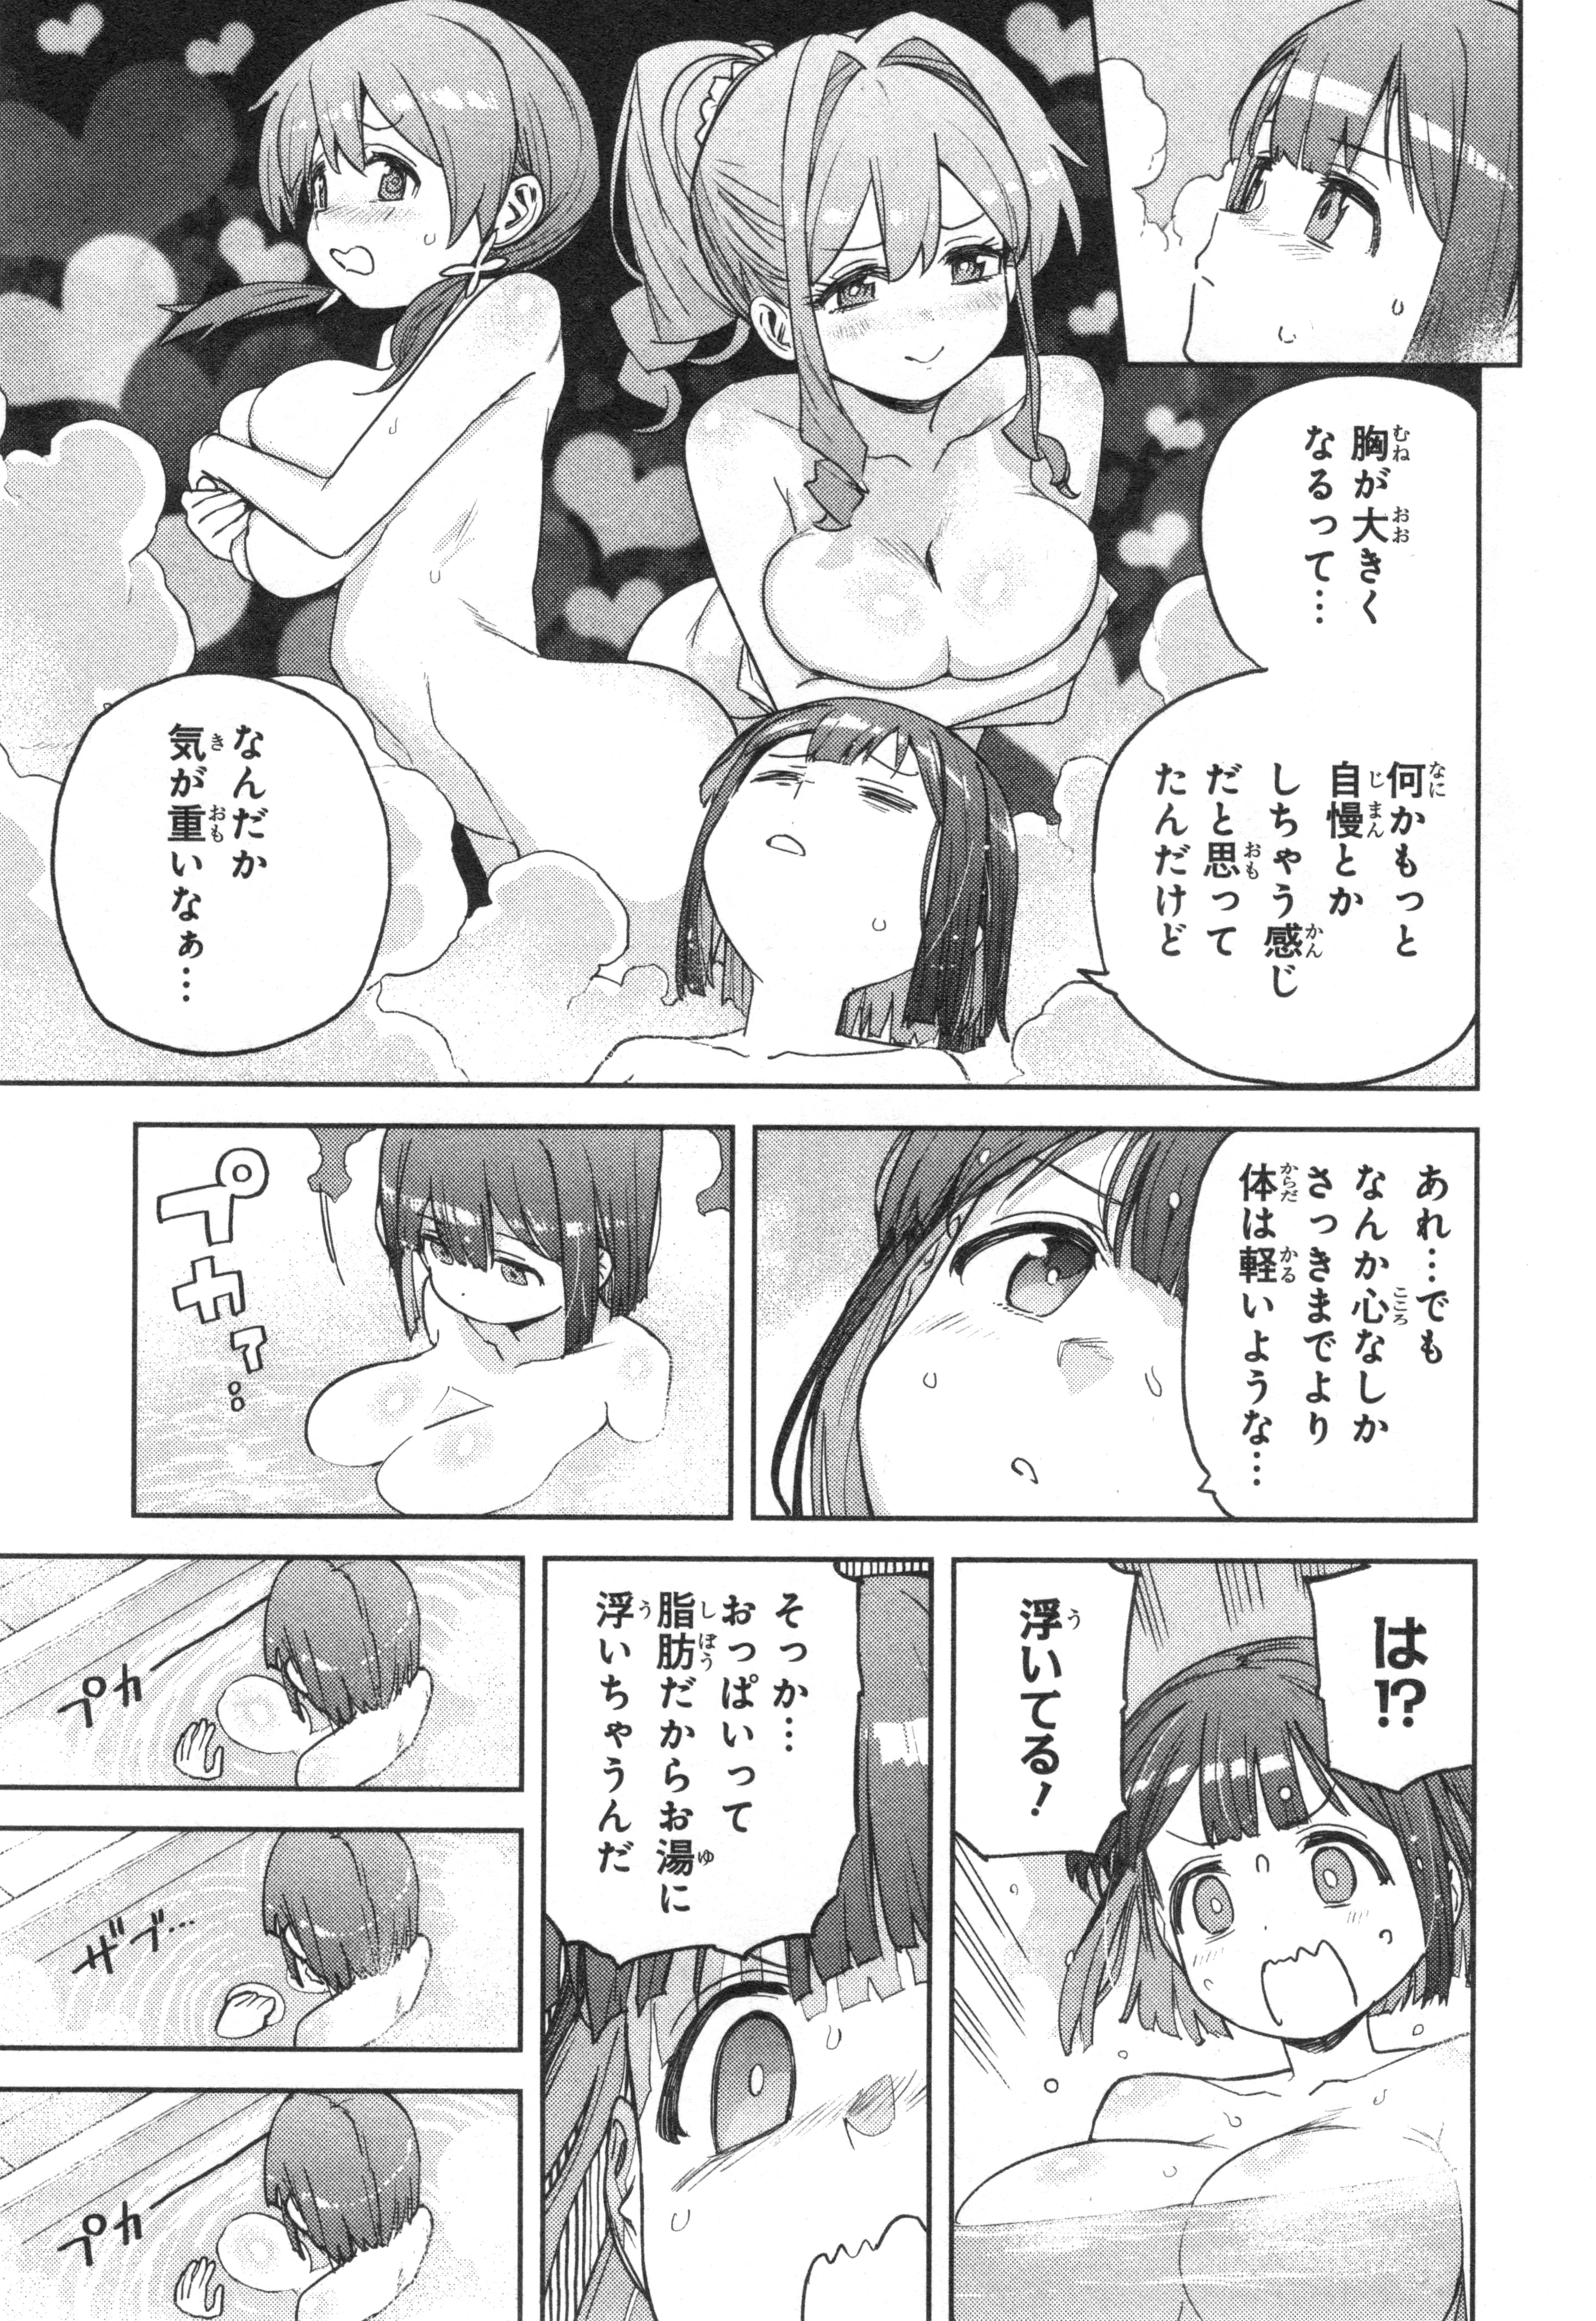 胸が大きく
なるって…
何かもっと
自慢とか
しちゃう感じ
だと思って
たんだけど
なんだか
気が重いなぁ…
あれ…でも
なんか心なしか
さっきまでより
体は軽いような…
プカァ…
は!?
浮いてる！
そっか…
おっぱいって
脂肪だからお湯に
浮いちゃうんだ
プカー
ザブ…
プカー